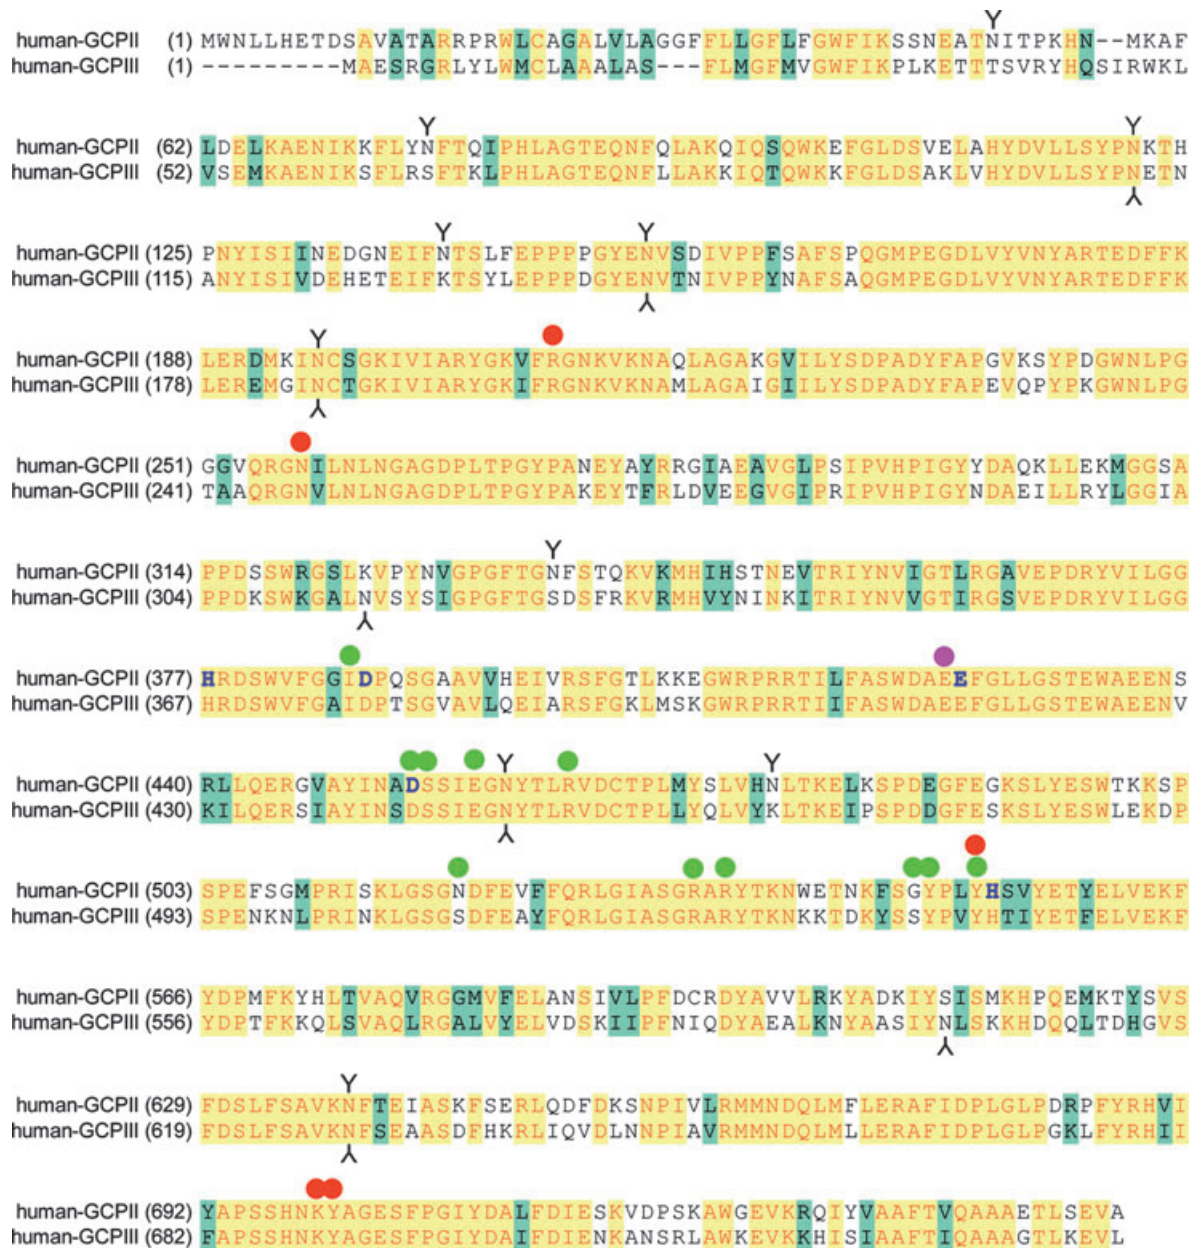 Y
human-GCPII (1) MWNLLHETDSAVATARRPRWLCAGALVLAGGFFLLGFLFGWFIKSSNEATNITPKHN--MKAF
human-GCPIII (1) ---------MAESRGRLYLWMCLAAALAS---FLMGFMVGWFIKPLKETTTSVRYHQSIRWKL
Y Y
human-GCPII (62) LDELKAENIKKFLYNFTQIPHLAGTEQNFQLAKQIQSQWKEFGLDSVELAHYDVLLSYPNKTH
human-GCPIII (52) VSEMKAENIKSFLRSFTKLPHLAGTEQNFLLAKKIQTQWKKFGLDSAKLVHYDVLLSYPNETN
Y
Y Y
human-GCPII (125) PNYISIINEDGNEIFNTSLFEPPPPGYENVSDIVPPFSAFSPQGMPEGDLVYVNYARTEDFFK
human-GCPIII (115) ANYISIVDEHETEIFKTSYLEPPPDGYENVTNIVPPYNAFSAQGMPEGDLVYVNYARTEDFFK
Y
Y
human-GCPII (188) LERDMKINCSGKIVIARYGKVFRGNKVKNAQLAGAKGVILYSDPADYFAPGVKSYPDGWNLPG
human-GCPIII (178) LEREMGINCTGKIVIARYGKIFRGNKVKNAMLAGAIGIILYSDPADYFAPEVQPYPKGWNLPG
Y
human-GCPII (251) GGVQRGNILNLNGAGDPLTPGYPANEYAYRRGIAEAVGLPSIPVHPIGYYDAQKLLEKMGGSA
human-GCPIII (241) TAAQRGNVLNLNGAGDPLTPGYPAKEYTFRLDVEEGVGIPRIPVHPIGYNDAEILLRYLGGIA
Y
human-GCPII (314) PPDSSWRGSLKVPYNVGPGFTGNFSTQKVKMHIHSTNEVTRIYNVIGTLRGAVEPDRYVILGG
human-GCPIII (304) PPDKSWKGALNVSYSIGPGFTGSDSFRKVRMHVYNINKITRIYNVVGTIRGSVEPDRYVILGG
Y
human-GCPII (377) HRDSWVFGGIDPQSGAAVVHEIVRSFGTLKKEGWRPRRTILFASWDAEEFGLLGSTEWAEENS
human-GCPIII (367) HRDSWVFGAIDPTSGVAVLQEIARSFGKLMSKGWRPRRTIIFASWDAEEFGLLGSTEWAEENV
Y Y
human-GCPII (440) RLLQERGVAYINADSSIEGNYTLRVDCTPLMYSLVHNLTKELKSPDEGFEGKSLYESWTKKSP
human-GCPIII (430) KILQERSIAYINSDSSIEGNYTLRVDCTPLLYQLVYKLTKEIPSPDDGFESKSLYESWLEKDP
Y
human-GCPII (503) SPEFSGMPRISKLGSGNDFEVFFQRLGIASGRARYTKNWETNKFSGYPLYHSVYETYELVEKF
human-GCPIII (493) SPENKNLPRINKLGSGSDFEAYFQRLGIASGRARYTKNKKTDKYSSYPVYHTIYETFELVEKF
human-GCPII (566) YDPMFKYHLTVAQVRGGMVFELANSIVLPFDCRDYAVVLRKYADKIYSISMKHPQEMKTYSVS
human-GCPIII (556) YDPTFKKQLSVAQLRGALVYELVDSKIIPFNIQDYAEALKNYAASIYNLSKKHDQQLTDHGVS
Y
Y
human-GCPII (629) FDSLFSAVKNFTEIASKFSERLQDFDKSNPIVLRMMNDQLMFLERAFIDPLGLPDRPFYRHVI
human-GCPIII (619) FDSLFSAVKNFSEAASDFHKRLIQVDLNNPIAVRMMNDQLMLLERAFIDPLGLPGKLFYRHII
Y
human-GCPII (692) YAPSSHNKYAGESFPGIYDALFDIESKVDPSKAWGEVKRQIYVAAFTVQAAAETLSEVA
human-GCPIII (682) FAPSSHNKYAGESFPGIYDAIFDIENKANSRLAWKEVKKHISIAAFTIQAAAGTLKEVL